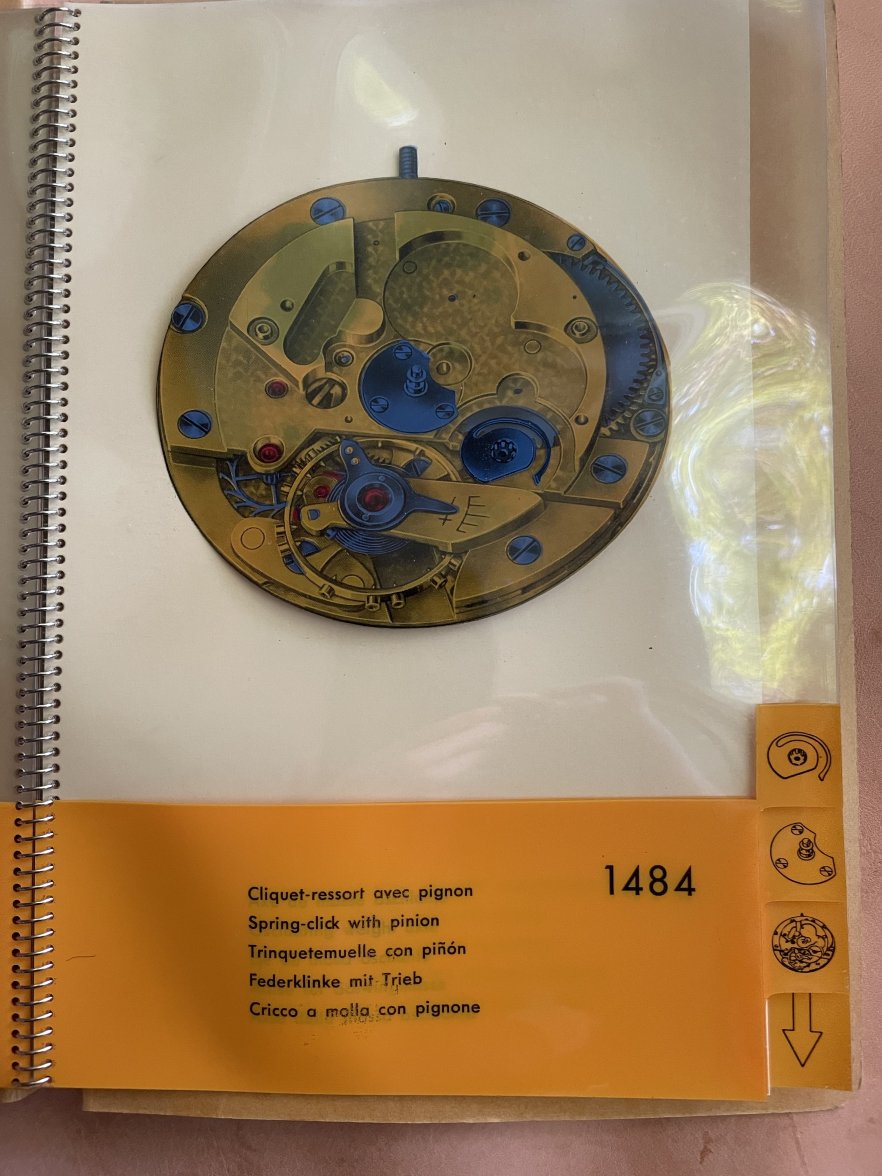 1484
Cliquet-ressort avec pignon
Spring-click with pinion
Trinquetemuelle con piñón
Federklinke mit Trieb
Cricco a molla con pignone